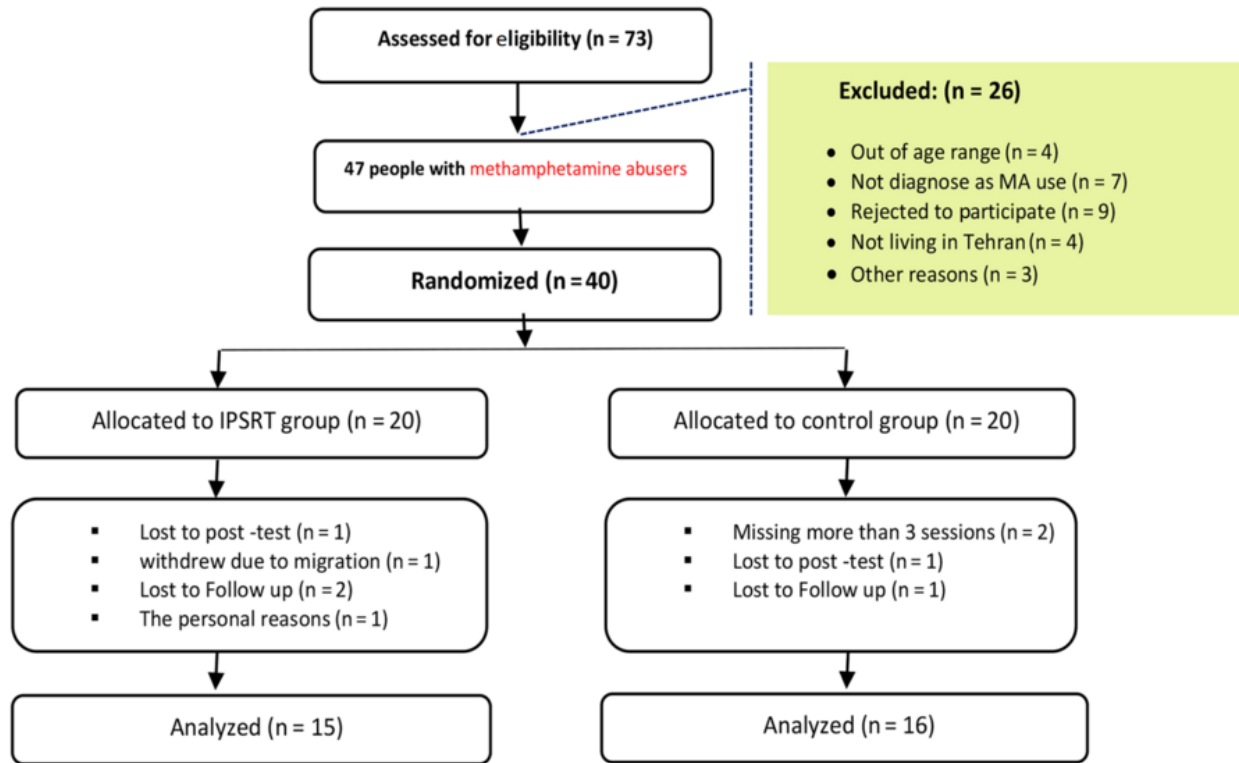 Assessed for eligibility (n = 73)
Excluded: (n = 26)
• Out of age range (n = 4)
• Not diagnose as MA use (n = 7)
• Rejected to participate (n = 9)
• Not living in Tehran (n = 4)
• Other reasons (n = 3)
47 people with methamphetamine abusers
Randomized (n = 40)
Allocated to IPSRT group (n = 20)
Allocated to control group (n = 20)
▪ Lost to post -test (n = 1)
▪ withdrew due to migration (n = 1)
▪ Lost to Follow up (n = 2)
▪ The personal reasons (n = 1)
▪ Missing more than 3 sessions (n = 2)
▪ Lost to post -test (n = 1)
▪ Lost to Follow up (n = 1)
Analyzed (n = 15)
Analyzed (n = 16)